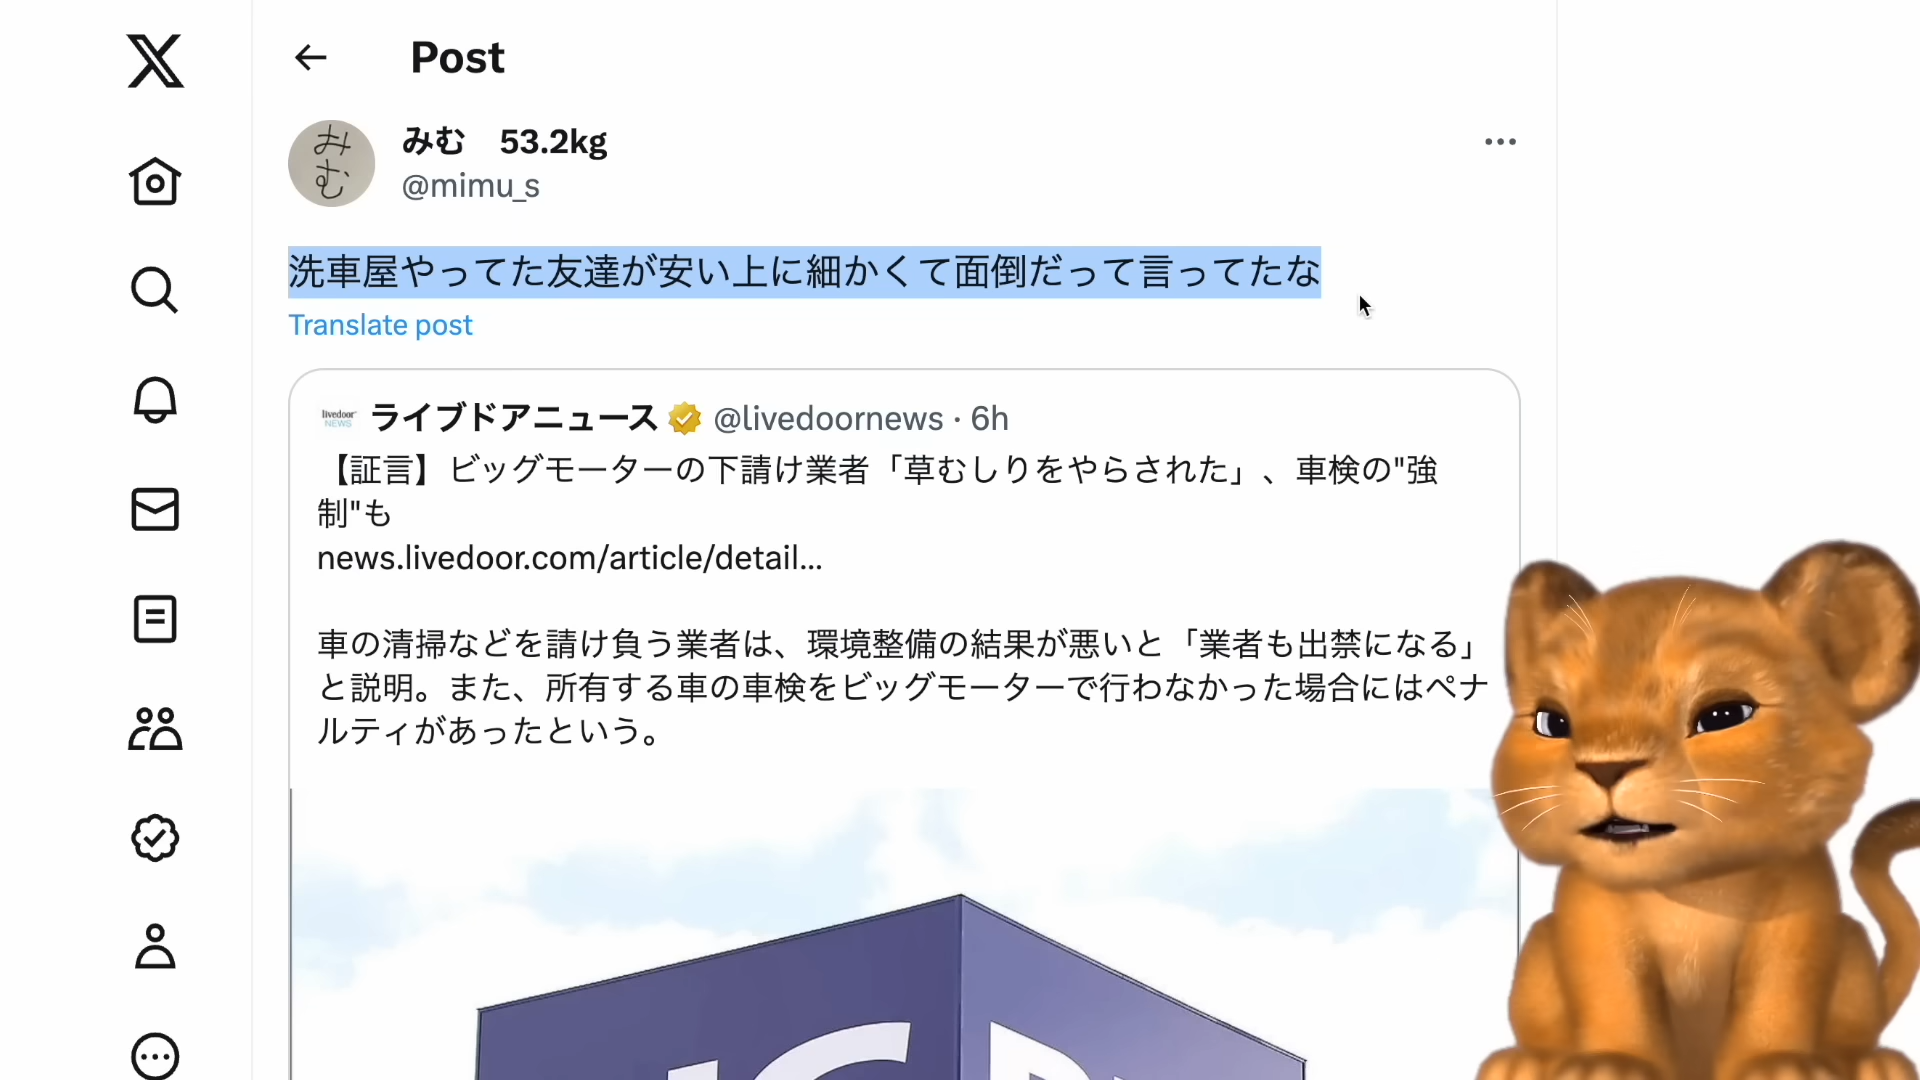 Post
みむ
みむ 53.2kg
@mimu_s
洗車屋やってた友達が安い上に細かくて面倒だって言ってたな
Translate post
livedoor NEWS
ライブドアニュース @livedoornews · 6h
【証言】ビッグモーターの下請け業者「草むしりをやらされた」、車検の"強
制"も
news.livedoor.com/article/detail...
車の清掃などを請け負う業者は、環境整備の結果が悪いと「業者も出禁になる」
と説明。また、所有する車の車検をビッグモーターで行わなかった場合にはペナ
ルティがあったという。